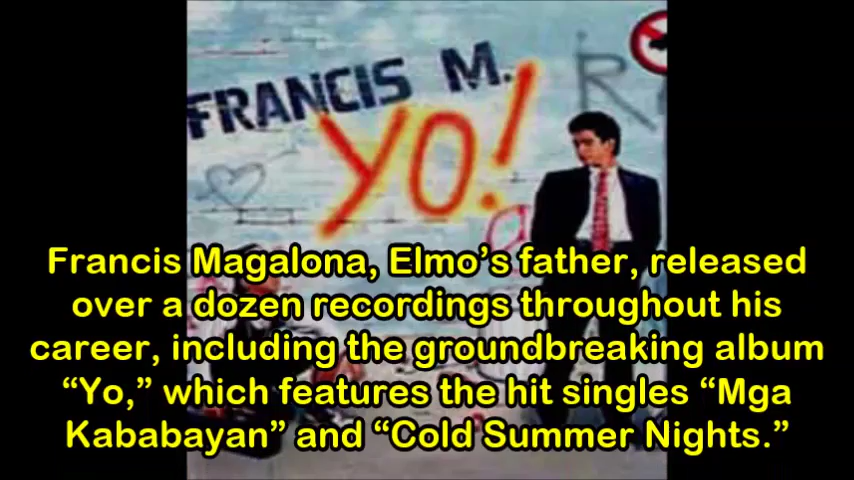 FRANCIS M.
YO!
R
Francis Magalona, Elmo’s father, released
over a dozen recordings throughout his
career, including the groundbreaking album
“Yo,” which features the hit singles “Mga
Kababayan” and “Cold Summer Nights.”